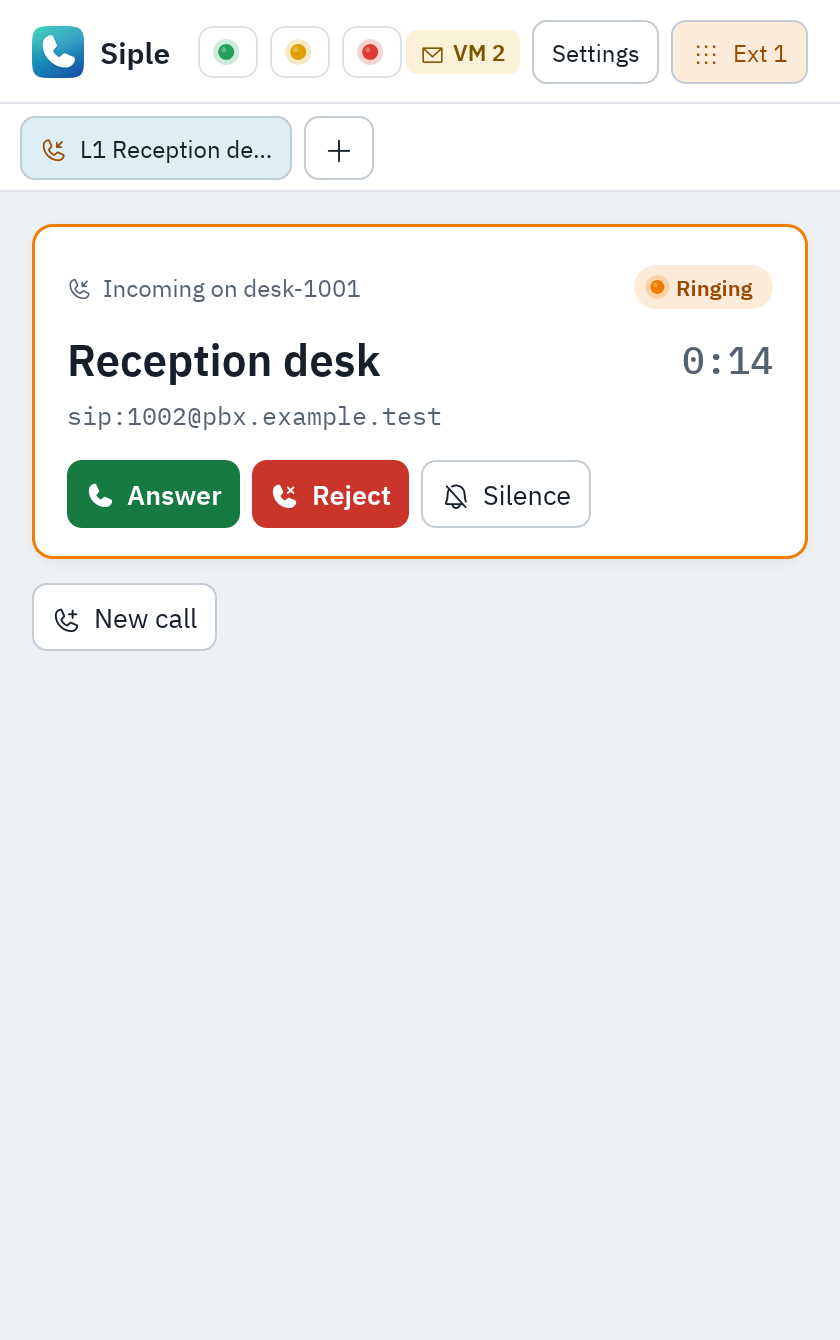 Siple
VM 2
Settings
Ext 1
L1 Reception de...
Incoming on desk-1001
Ringing
Reception desk
0:14
sip:1002@pbx.example.test
Answer
Reject
Silence
New call